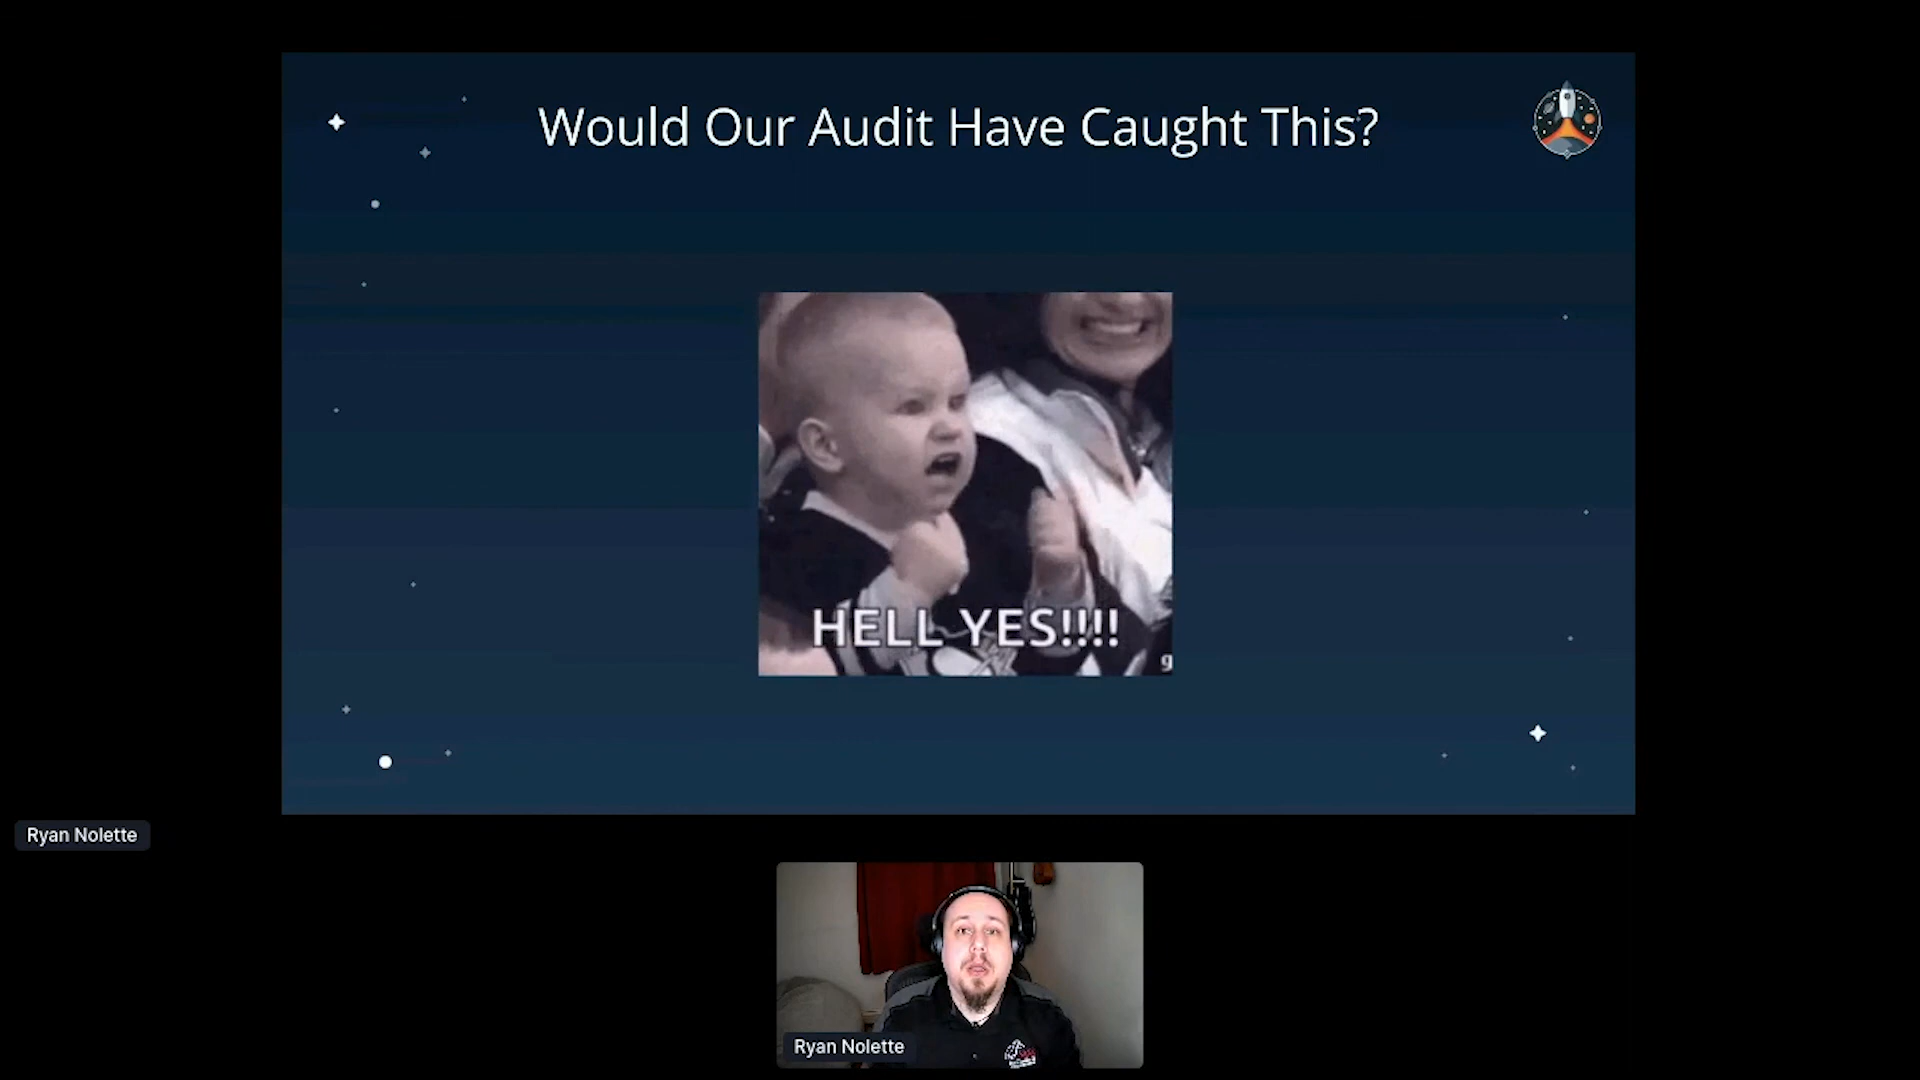 Would Our Audit Have Caught This?
HELL YES!!!!
g
Ryan Nolette
Ryan Nolette